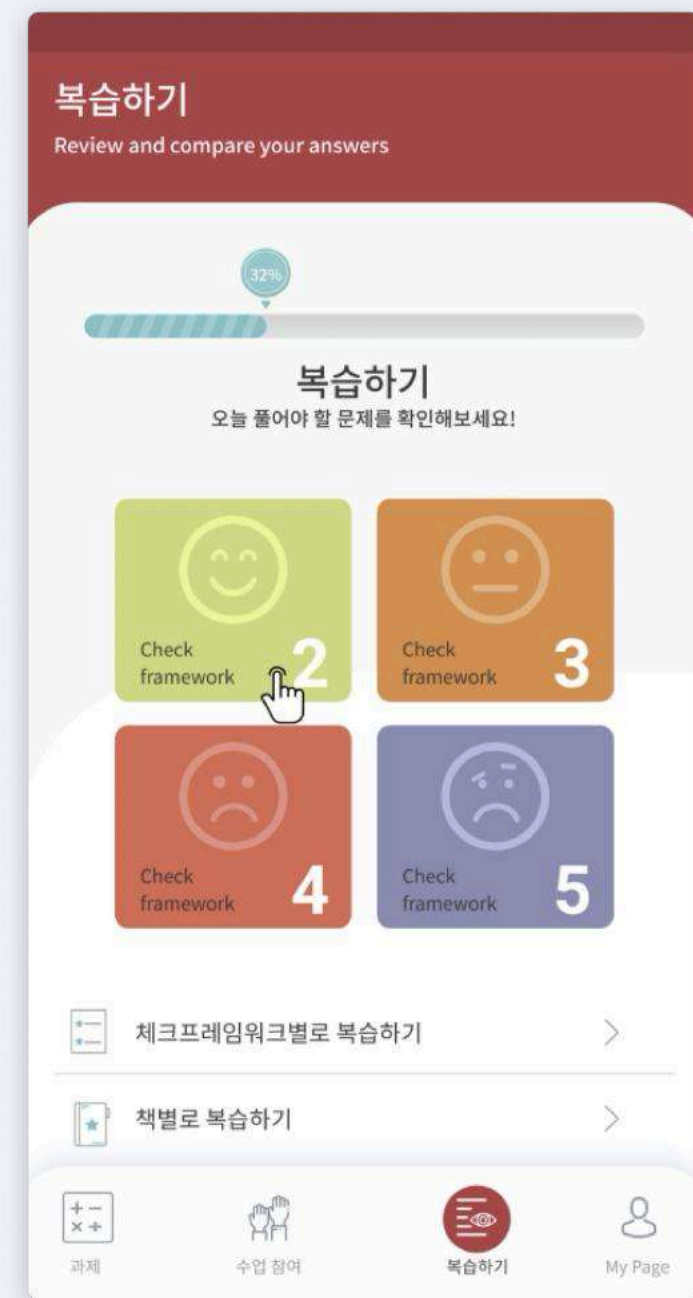 복습하기
Review and compare your answers
32%
복습하기
오늘 풀어야 할 문제를 확인해보세요!
Check
framework 2
Check
framework 3
Check
framework 4
Check
framework 5
체크프레임워크별로 복습하기
책별로 복습하기
과제
수업 참여
복습하기
My Page